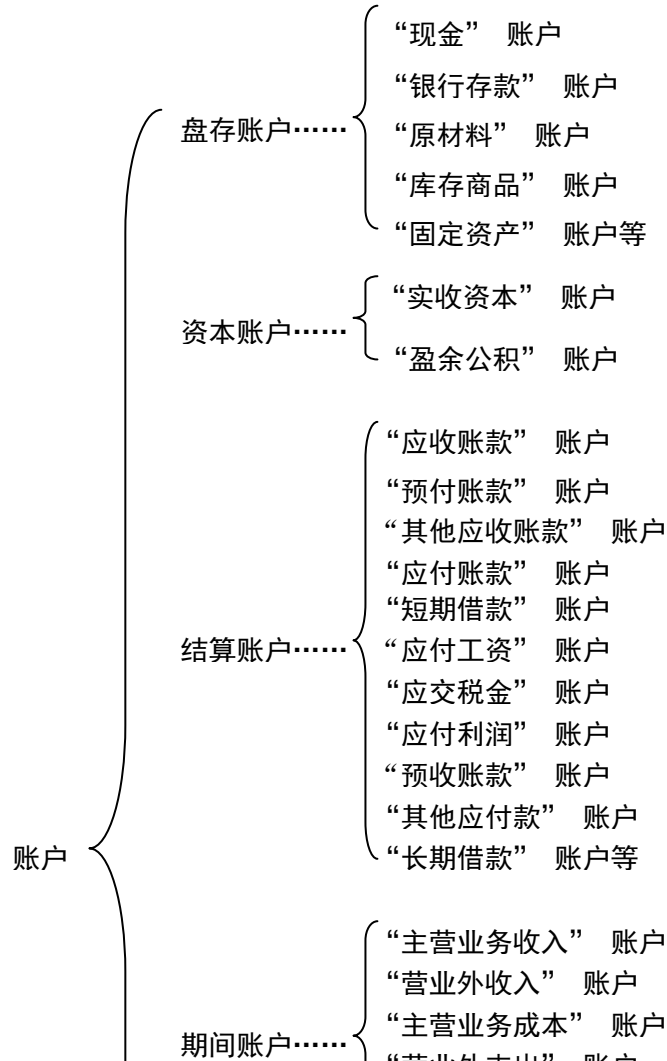 “现金” 账户
“银行存款” 账户
盘存账户……
“原材料” 账户
“库存商品” 账户
“固定资产” 账户等
“实收资本” 账户
资本账户……
“盈余公积” 账户
“应收账款” 账户
“预付账款” 账户
“其他应收账款” 账户
“应付账款” 账户
“短期借款” 账户
结算账户……
“应付工资” 账户
“应交税金” 账户
“应付利润” 账户
“预收账款” 账户
“其他应付款” 账户
账户
“长期借款” 账户等
“主营业务收入” 账户
“营业外收入” 账户
“主营业务成本” 账户
期间账户……
“营业外支出” 账户